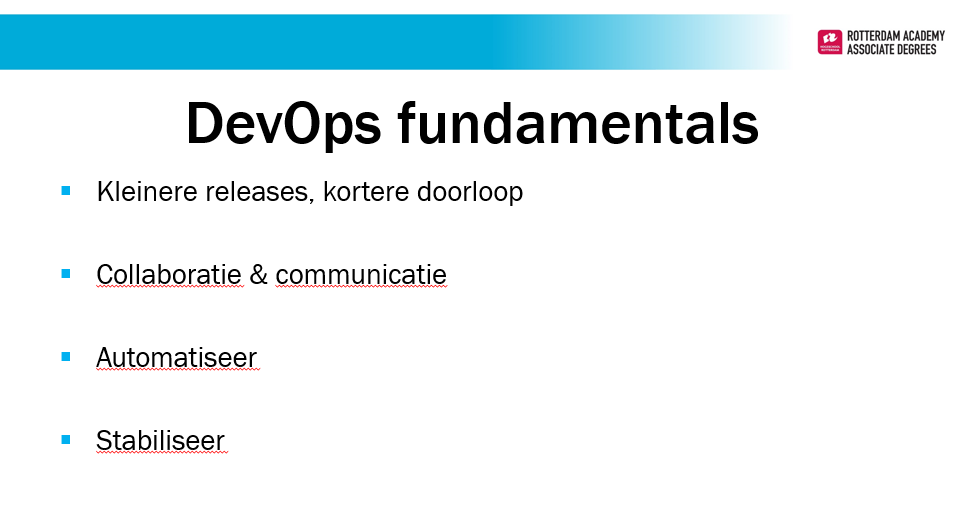 ROTTERDAM ACADEMY
ASSOCIATE DEGREES
DevOps fundamentals
Kleinere releases, kortere doorloop
Collaboratie & communicatie
Automatiseer
Stabiliseer